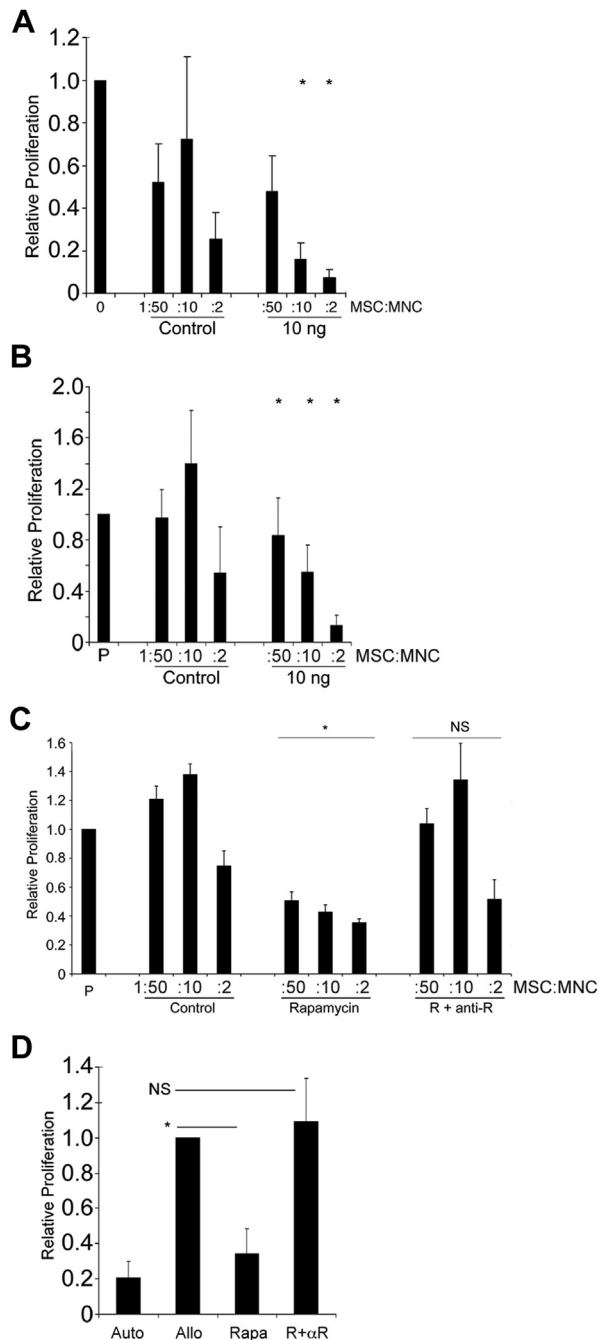 A
1.2
* *
1.0
0.8
0.6
0.4
0.2
0
Relative Proliferation
0 1:50 :10 :2 :50 :10 :2 MSC:MNC
Control 10 ng
B
2.0
* * *
1.6
1.2
0.8
0.4
0
Relative Proliferation
P 1:50 :10 :2 :50 :10 :2 MSC:MNC
Control 10 ng
C
* NS
1.6
1.4
1.2
1.0
0.8
0.6
0.4
0.2
0
Relative Proliferation
P 1:50 :10 :2 :50 :10 :2 :50 :10 :2 MSC:MNC
Control Rapamycin R + anti-R
D
1.4
NS
1.2
*
1.0
0.8
0.6
0.4
0.2
0
Relative Proliferation
Auto Allo Rapa R+αR